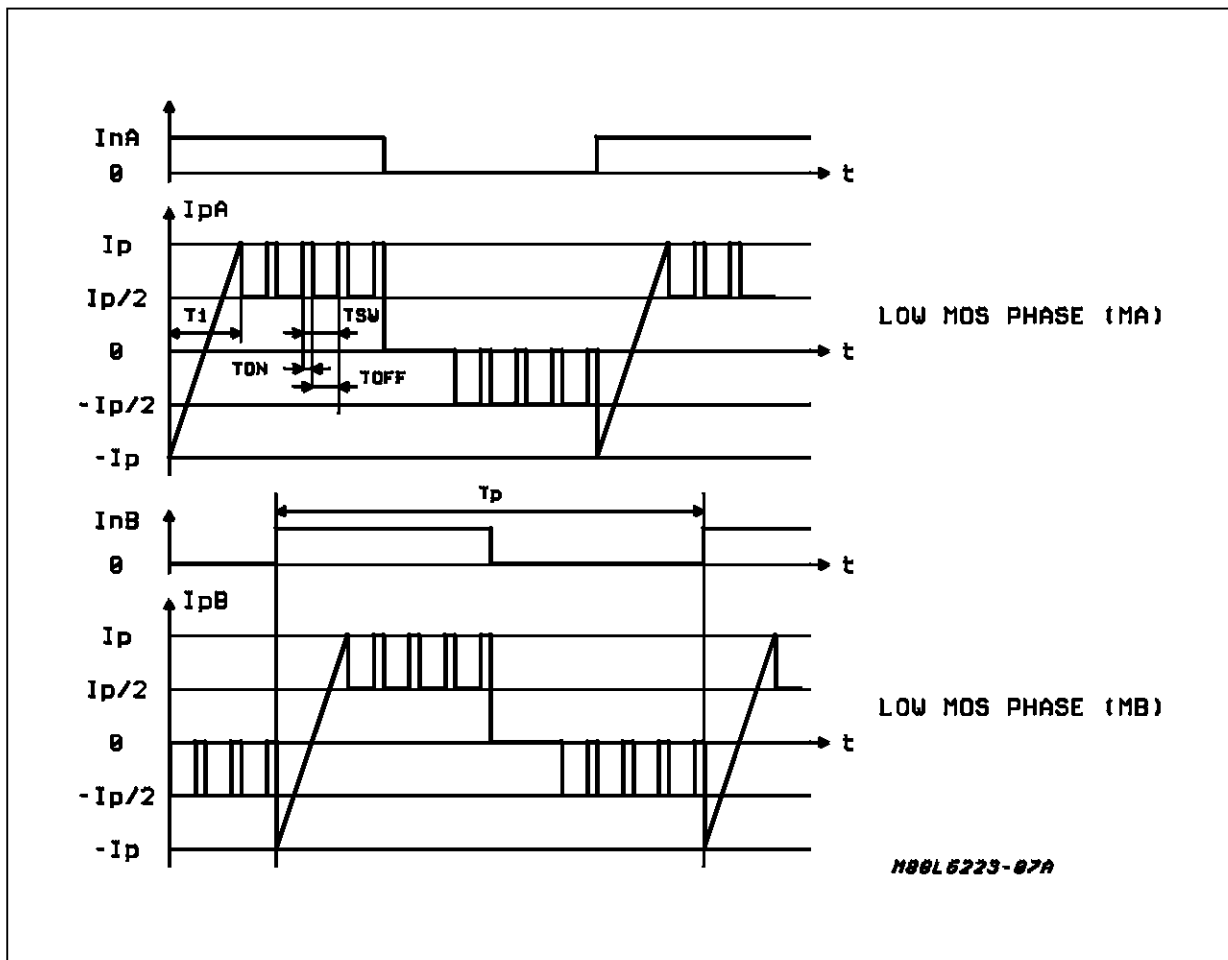 InA
0
t
IpA
Ip
Ip/2
Ti
TSW
0
TON
TOFF
-Ip/2
-Ip
LOW MOS PHASE (MA)
Tp
InB
0
t
IpB
Ip
Ip/2
0
t
-Ip/2
-Ip
LOW MOS PHASE (MB)
M88L6223-07A